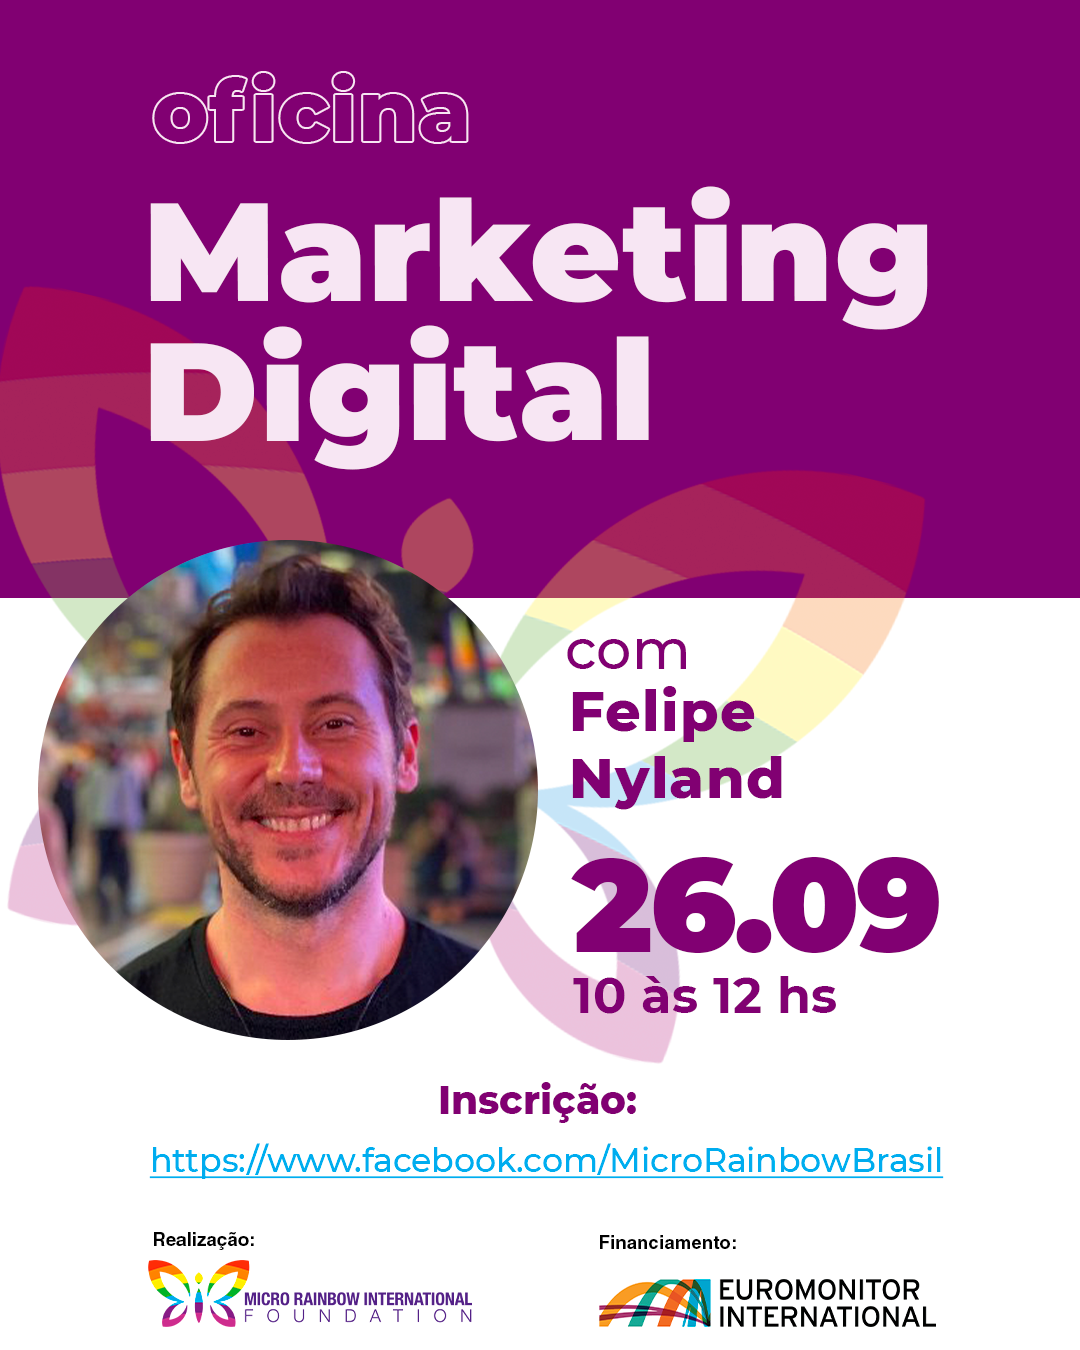 oficina
Marketing
Digital
com
Felipe
Nyland
26.09
10 às 12 hs
Inscrição:
https://www.facebook.com/MicroRainbowBrasil
Realização:
MICRO RAINBOW INTERNATIONAL
FOUNDATION
Financiamento:
EUROMONITOR
INTERNATIONAL